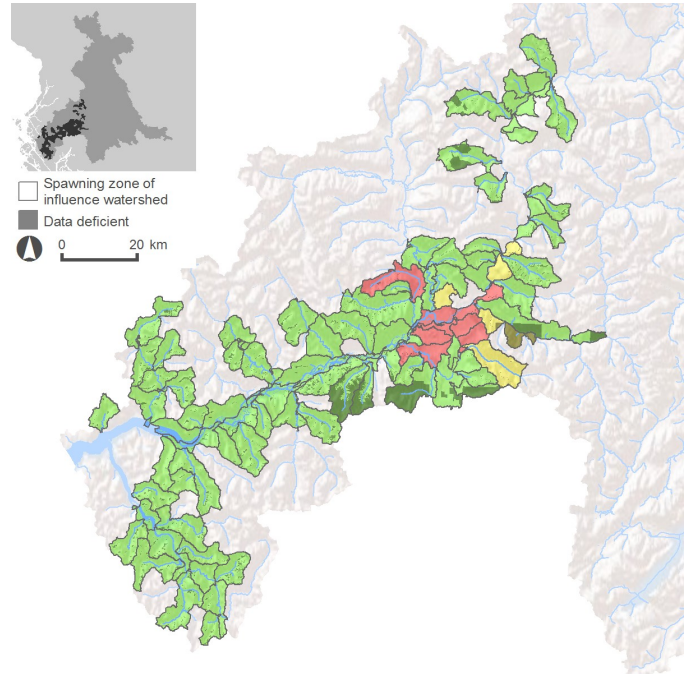 Spawning zone of
influence watershed
Data deficient
0 20 km